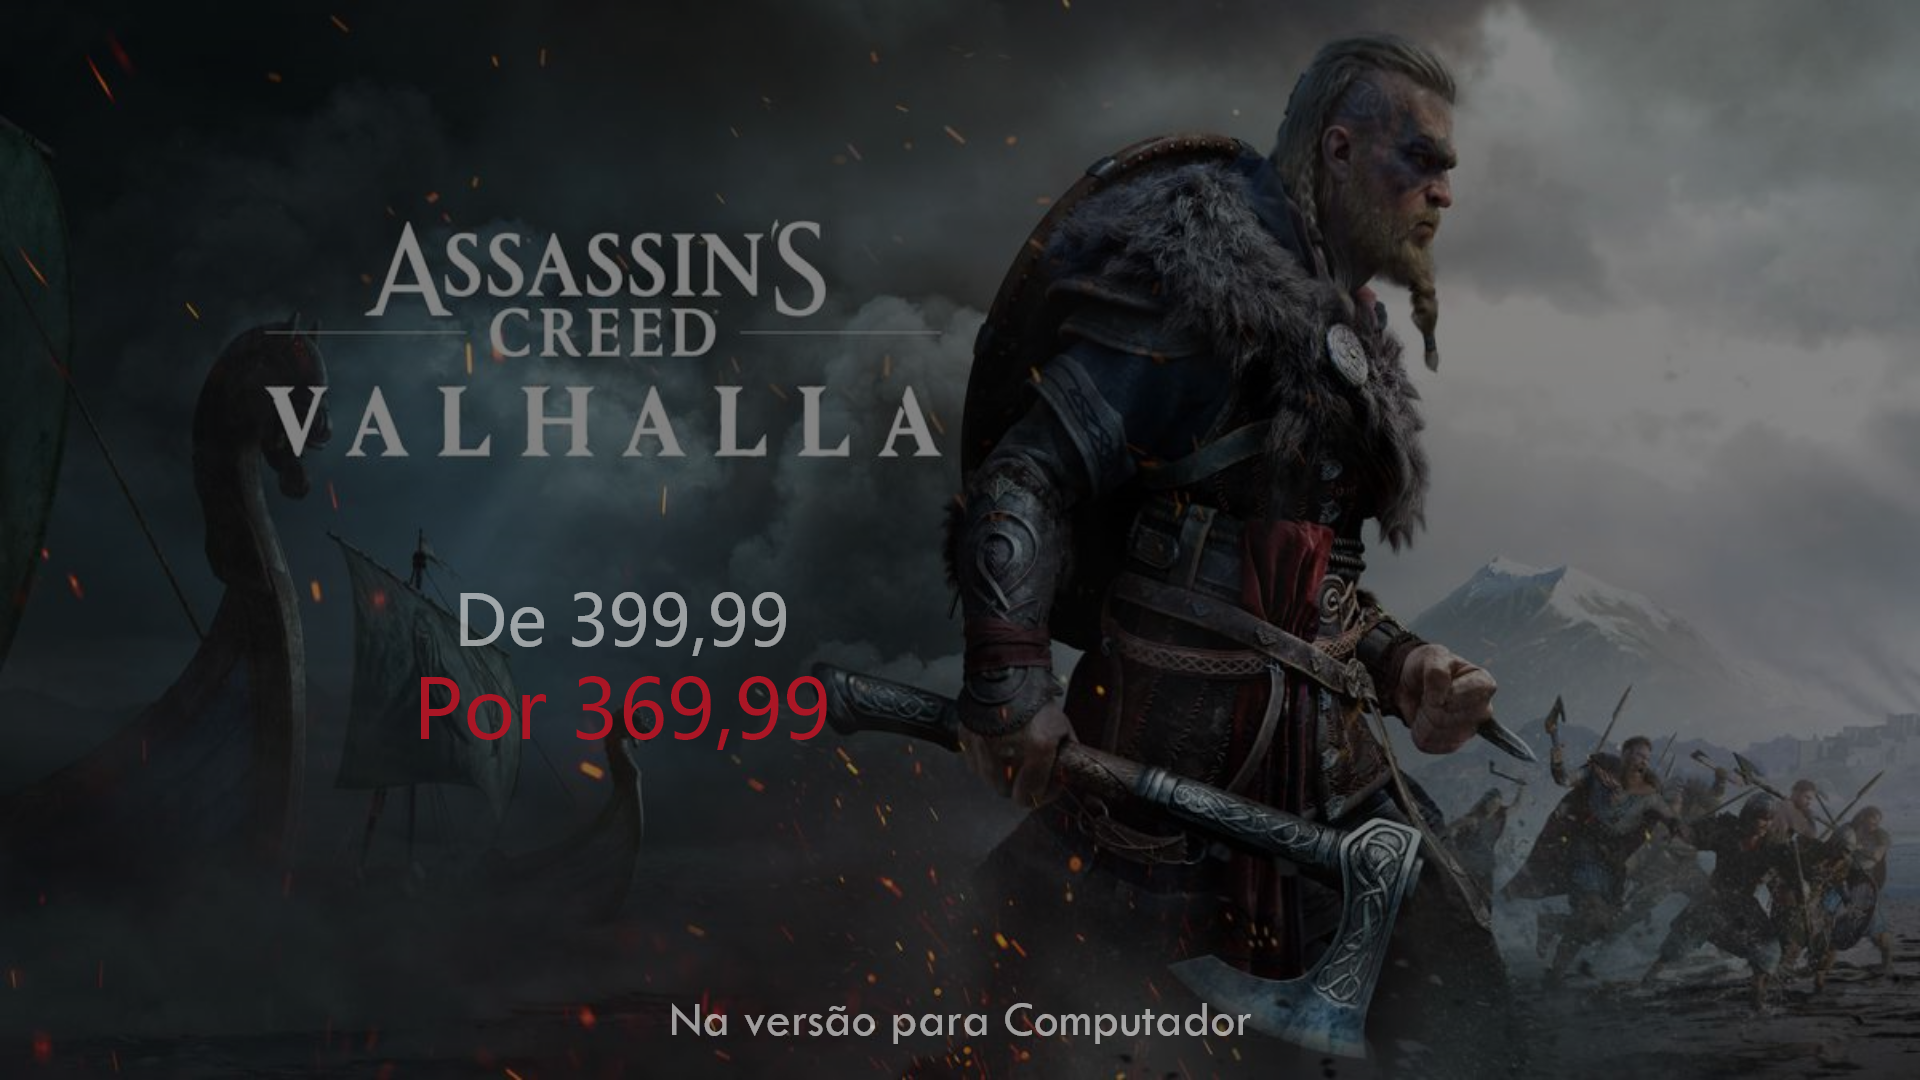 ASSASSIN'S
CREED
VALHALLA
De 399,99
Por 369,99
Na versão para Computador